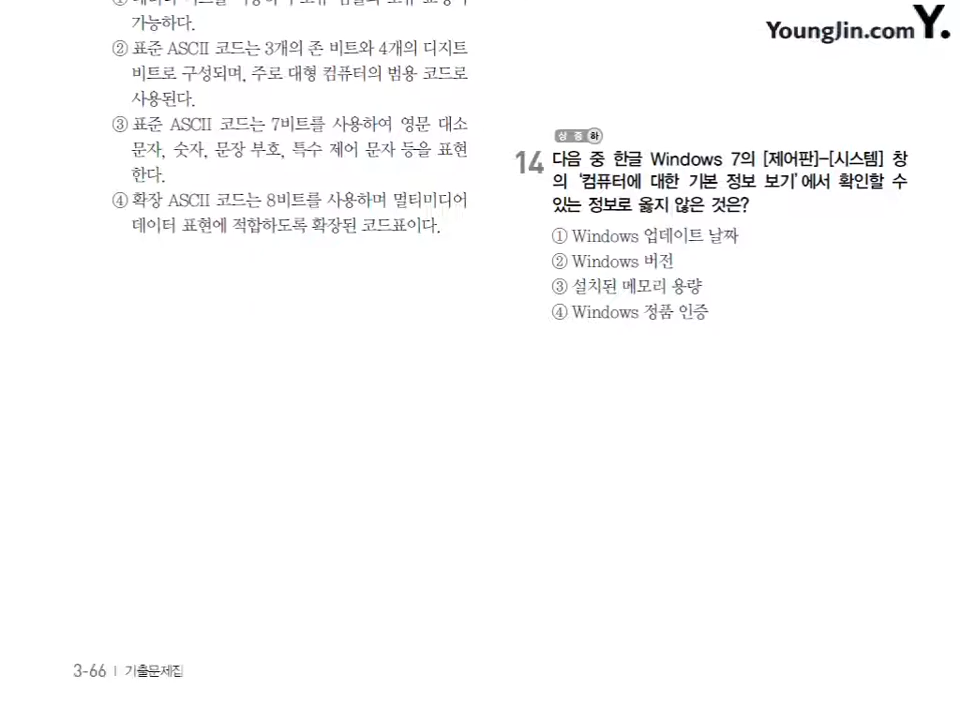 가능하다.
② 표준 ASCII 코드는 3개의 존 비트와 4개의 디지트
비트로 구성되며, 주로 대형 컴퓨터의 범용 코드로
사용된다.
③ 표준 ASCII 코드는 7비트를 사용하여 영문 대소
문자, 숫자, 문장 부호, 특수 제어 문자 등을 표현
한다.
④ 확장 ASCII 코드는 8비트를 사용하며 멀티미디어
데이터 표현에 적합하도록 확장된 코드표이다.
YoungJin.com Y.
상 중 하
14 다음 중 한글 Windows 7의 [제어판]-[시스템] 창
의 '컴퓨터에 대한 기본 정보 보기'에서 확인할 수
있는 정보로 옳지 않은 것은?
① Windows 업데이트 날짜
② Windows 버전
③ 설치된 메모리 용량
④ Windows 정품 인증
3-66 | 기출문제집